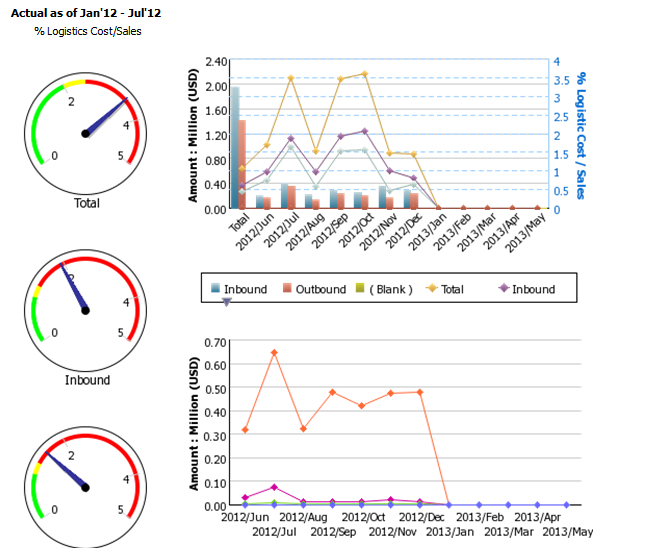 Actual as of Jan'12 - Jul'12
% Logistics Cost/Sales
0 2 4 5
Total
0 2 4 5
Inbound
0 2 4 5
Amount : Million (USD)
2.40
2.00
1.60
1.20
0.80
0.40
0.00
4
3.5
3
2.5
2
1.5
1
0.5
0
% Logistic Cost / Sales
Total 2012/Jun 2012/Jul 2012/Aug 2012/Sep 2012/Oct 2012/Nov 2012/Dec 2013/Jan 2013/Feb 2013/Mar 2013/Apr 2013/May
Inbound Outbound ( Blank ) Total Inbound
Amount : Million (USD)
0.70
0.60
0.50
0.40
0.30
0.20
0.10
0.00
2012/Jun 2012/Aug 2012/Oct 2012/Dec 2013/Feb 2013/Apr
2012/Jul 2012/Sep 2012/Nov 2013/Jan 2013/Mar 2013/May